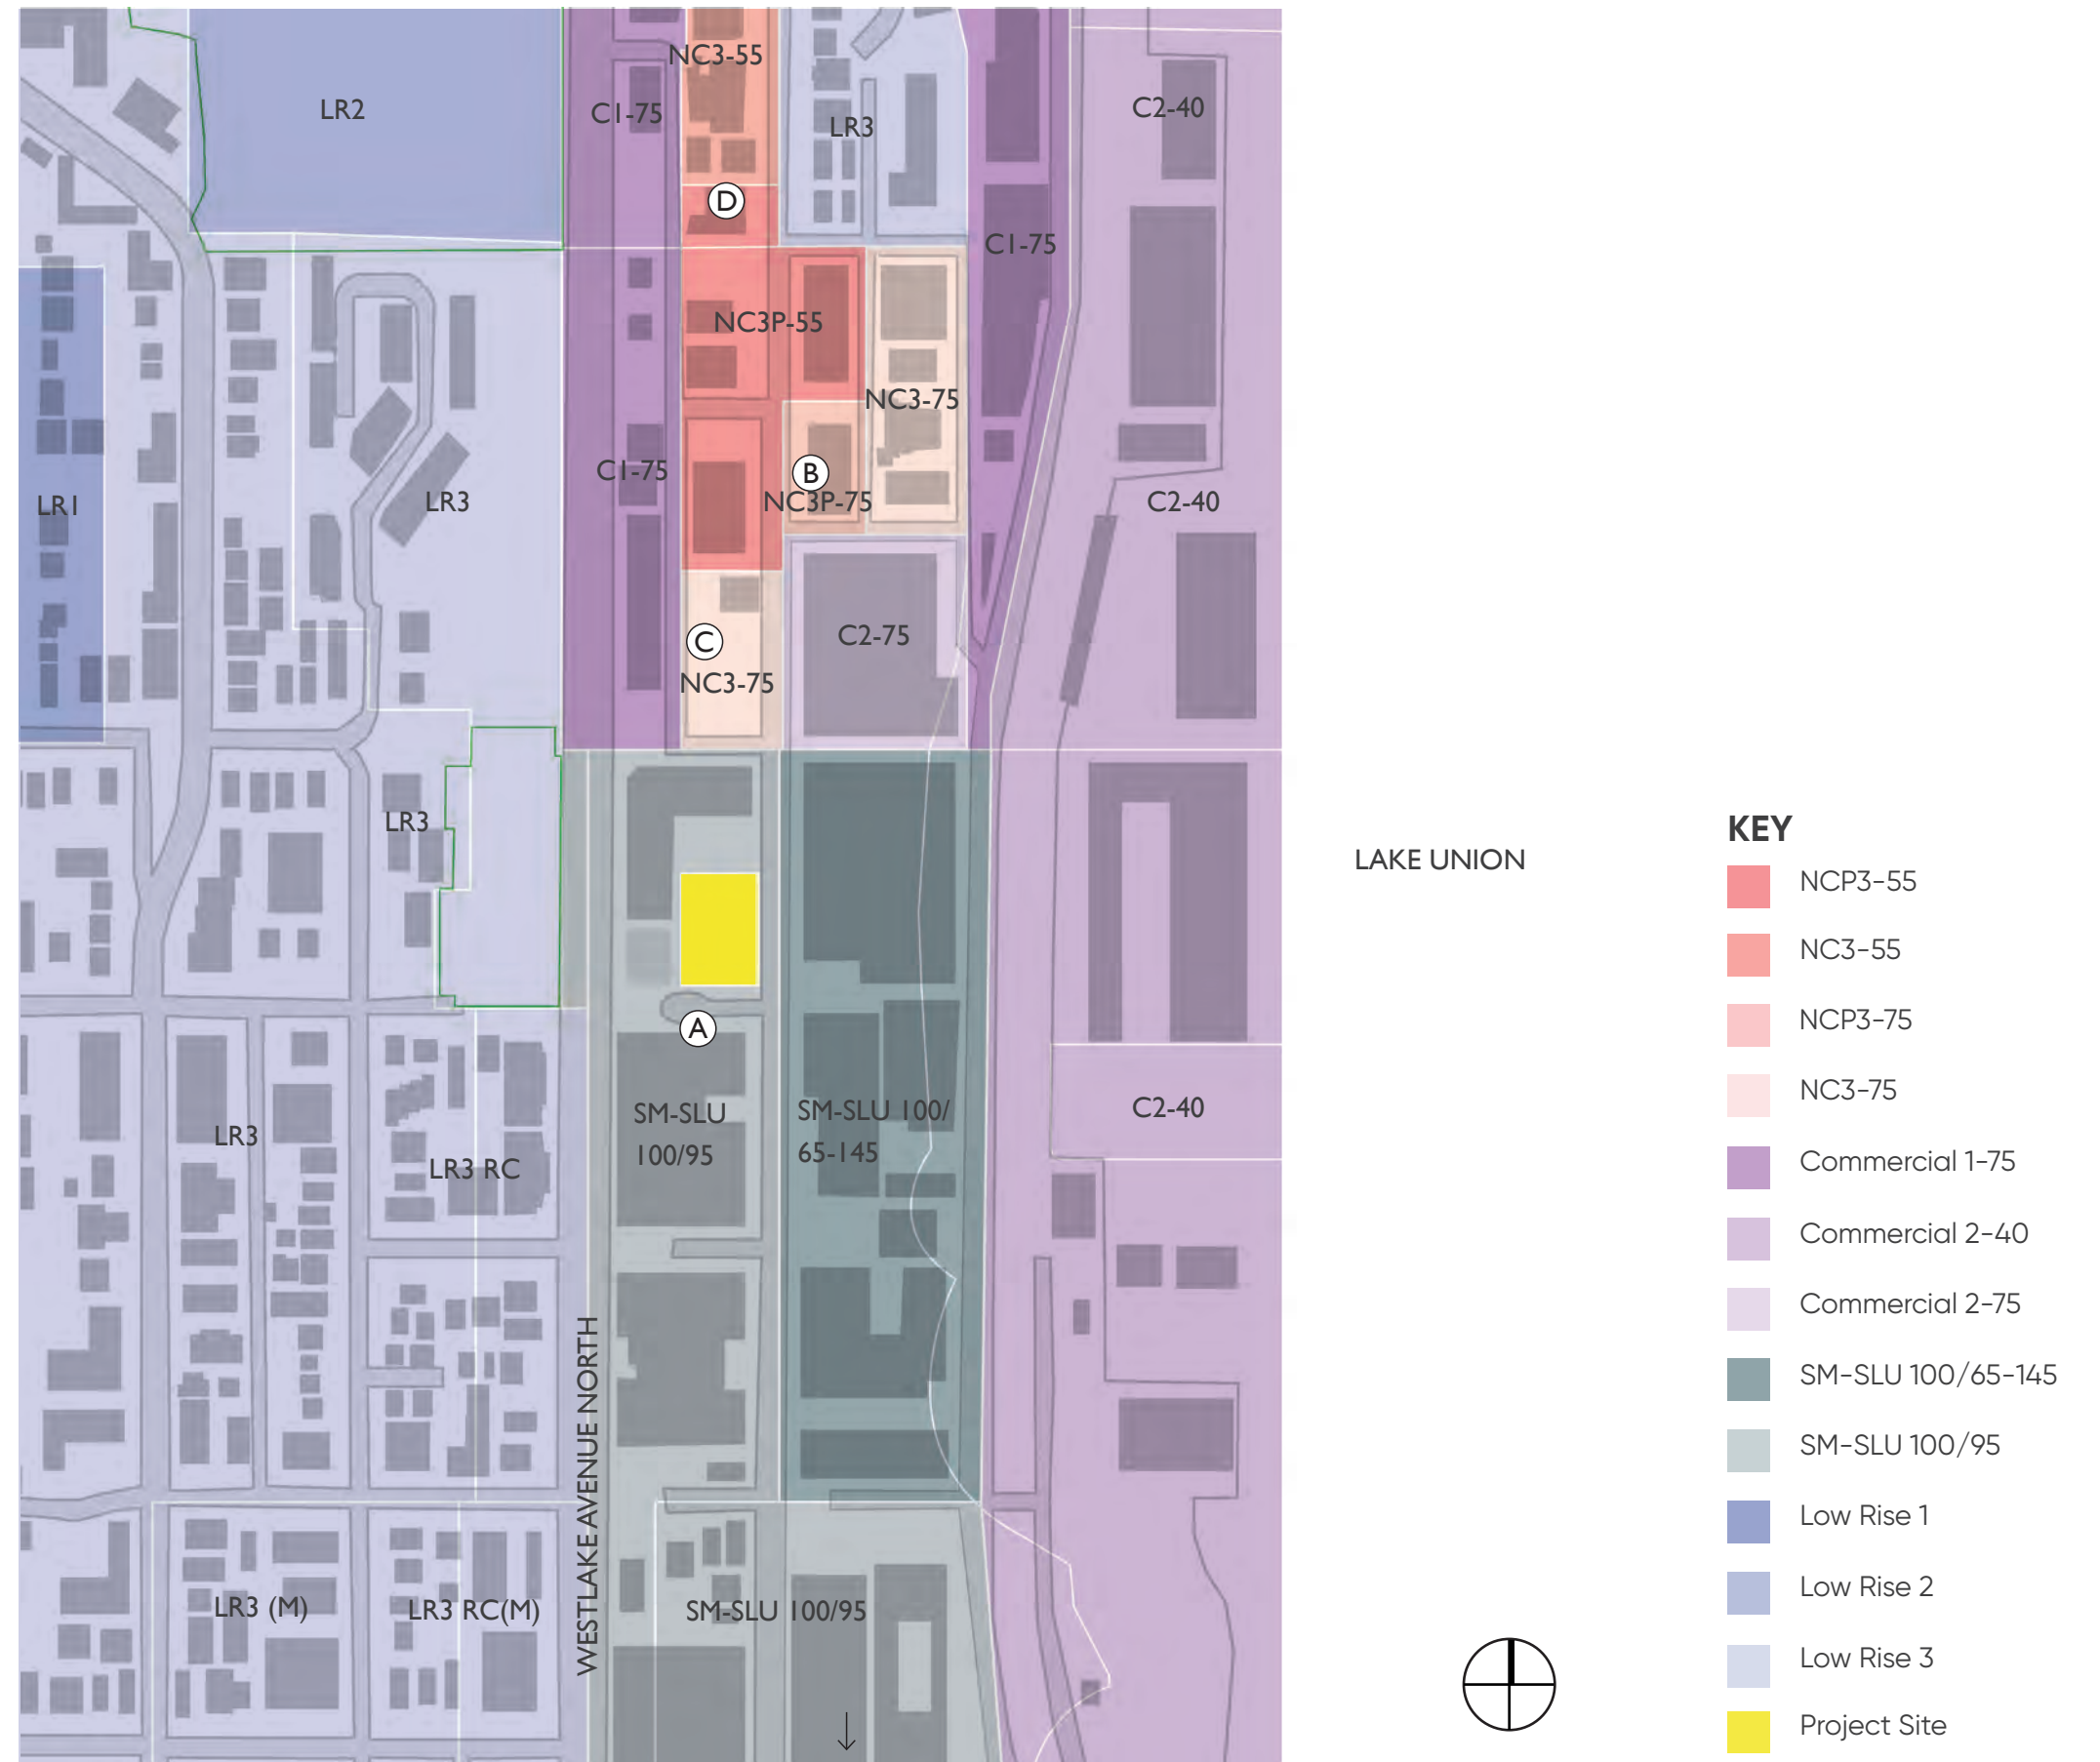 NC3-55
LR2
C1-75
C2-40
LR3
D
C1-75
NC3P-55
NC3-75
C1-75
B
LR1
LR3
NC3P-75
C2-40
C2-75
C
NC3-75
LR3
LAKE UNION
A
SM-SLU
100/95
SM-SLU 100/
65-145
C2-40
LR3
LR3 RC
WESTLAKE AVENUE NORTH
LR3 (M)
LR3 RC(M)
SM-SLU 100/95
KEY
NCP3-55
NC3-55
NCP3-75
NC3-75
Commercial 1-75
Commercial 2-40
Commercial 2-75
SM-SLU 100/65-145
SM-SLU 100/95
Low Rise 1
Low Rise 2
Low Rise 3
Project Site